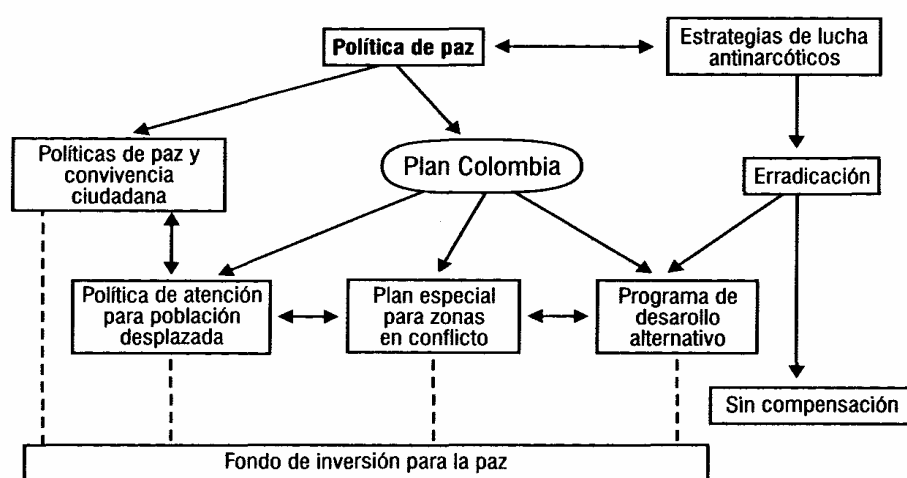 Política de paz
Estrategias de lucha
antinarcóticos
Políticas de paz y
convivencia
ciudadana
Plan Colombia
Erradicación
Política de atención
para población
desplazada
Plan especial
para zonas
en conflicto
Programa de
desarollo
alternativo
Sin compensación
Fondo de inversión para la paz